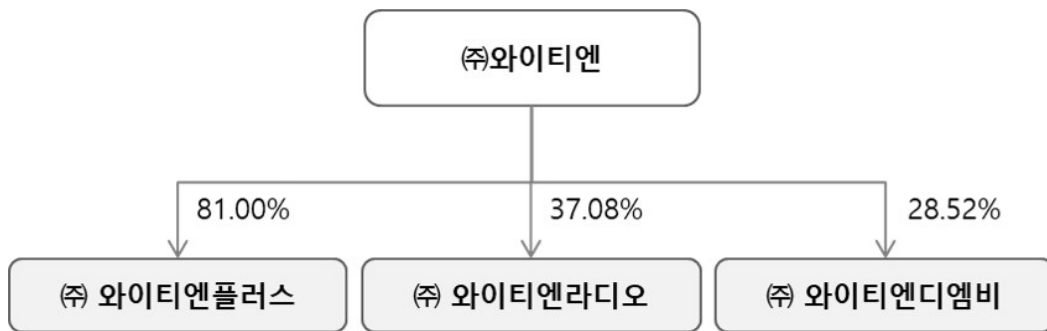 ㈜와이티엔
81.00%
37.08%
28.52%
㈜ 와이티엔플러스
㈜ 와이티엔라디오
㈜ 와이티엔디엠비